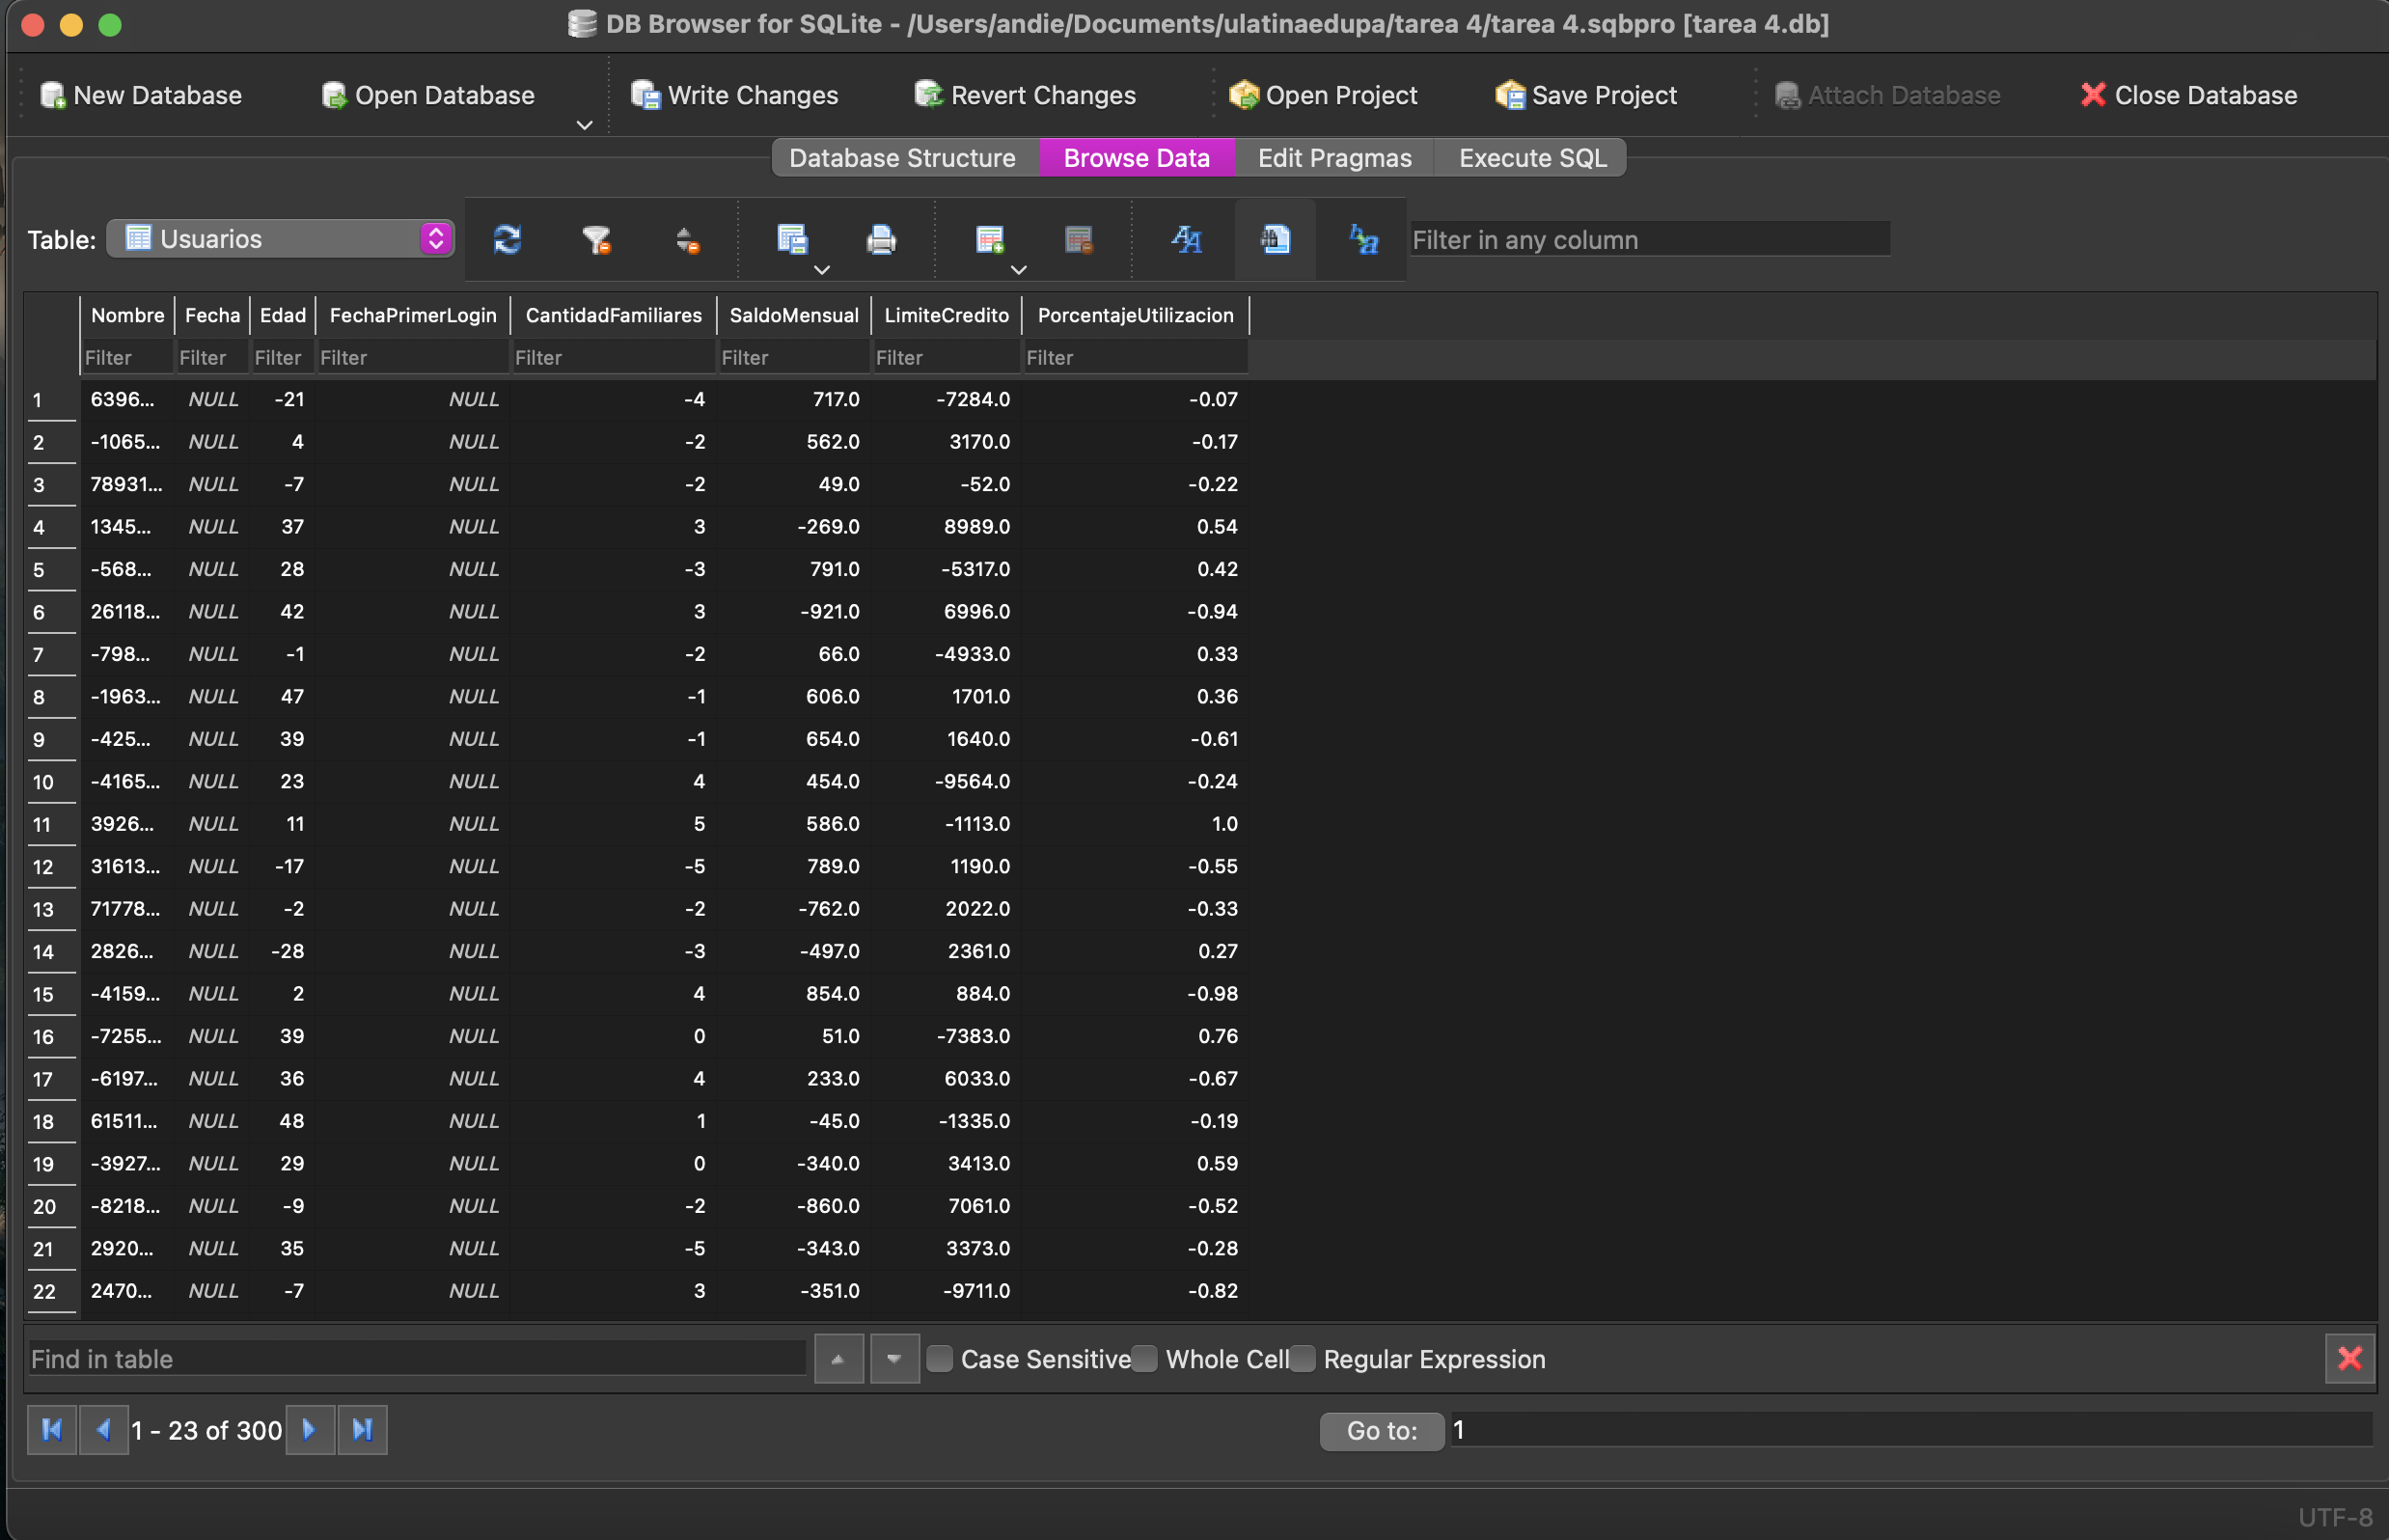 DB Browser for SQLite - /Users/andie/Documents/ulatinaedupa/tarea 4/tarea 4.sqbpro [tarea 4.db]
New Database Open Database Write Changes Revert Changes Open Project Save Project Attach Database Close Database
Database Structure Browse Data Edit Pragmas Execute SQL
Table: Usuarios Filter in any column
Nombre Fecha Edad FechaPrimerLogin CantidadFamiliares SaldoMensual LimiteCredito PorcentajeUtilizacion
Filter Filter Filter Filter Filter Filter Filter Filter
1 6396... NULL -21 NULL -4 717.0 -7284.0 -0.07
2 -1065... NULL 4 NULL -2 562.0 3170.0 -0.17
3 78931... NULL -7 NULL -2 49.0 -52.0 -0.22
4 1345... NULL 37 NULL 3 -269.0 8989.0 0.54
5 -568... NULL 28 NULL -3 791.0 -5317.0 0.42
6 26118... NULL 42 NULL 3 -921.0 6996.0 -0.94
7 -798... NULL -1 NULL -2 66.0 -4933.0 0.33
8 -1963... NULL 47 NULL -1 606.0 1701.0 0.36
9 -425... NULL 39 NULL -1 654.0 1640.0 -0.61
10 -4165... NULL 23 NULL 4 454.0 -9564.0 -0.24
11 3926... NULL 11 NULL 5 586.0 -1113.0 1.0
12 31613... NULL -17 NULL -5 789.0 1190.0 -0.55
13 71778... NULL -2 NULL -2 -762.0 2022.0 -0.33
14 2826... NULL -28 NULL -3 -497.0 2361.0 0.27
15 -4159... NULL 2 NULL 4 854.0 884.0 -0.98
16 -7255... NULL 39 NULL 0 51.0 -7383.0 0.76
17 -6197... NULL 36 NULL 4 233.0 6033.0 -0.67
18 61511... NULL 48 NULL 1 -45.0 -1335.0 -0.19
19 -3927... NULL 29 NULL 0 -340.0 3413.0 0.59
20 -8218... NULL -9 NULL -2 -860.0 7061.0 -0.52
21 2920... NULL 35 NULL -5 -343.0 3373.0 -0.28
22 2470... NULL -7 NULL 3 -351.0 -9711.0 -0.82
Find in table Case Sensitive Whole Cell Regular Expression
1 - 23 of 300 Go to: 1
UTF-8